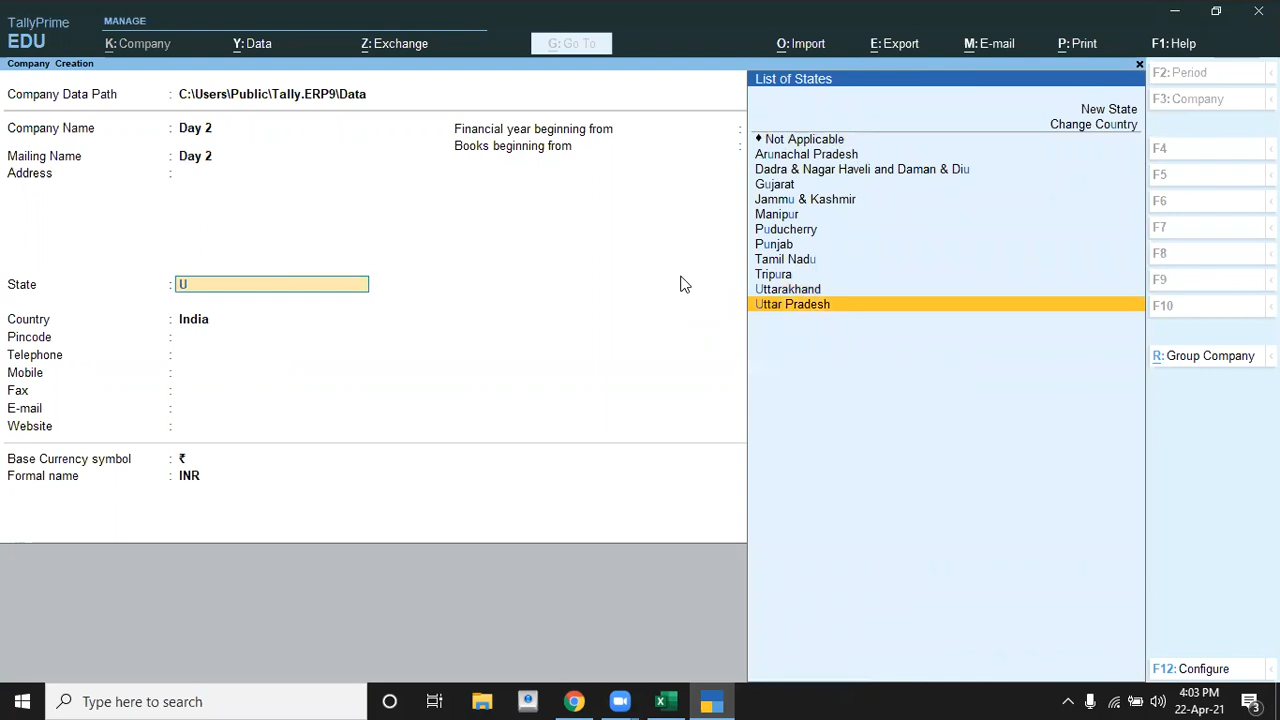 TallyPrime
EDU
MANAGE
K: Company
Y: Data
Z: Exchange
G: Go To
O: Import
E: Export
M: E-mail
P: Print
F1: Help
Company Creation
Company Data Path : C:\Users\Public\Tally.ERP9\Data
Company Name : Day 2
Financial year beginning from :
Books beginning from :
Mailing Name : Day 2
Address :
State : U
Country : India
Pincode :
Telephone :
Mobile :
Fax :
E-mail :
Website :
Base Currency symbol : ₹
Formal name : INR
List of States
New State
Change Country
♦ Not Applicable
Arunachal Pradesh
Dadra & Nagar Haveli and Daman & Diu
Gujarat
Jammu & Kashmir
Manipur
Puducherry
Punjab
Tamil Nadu
Tripura
Uttarakhand
Uttar Pradesh
F2: Period
F3: Company
F4
F5
F6
F7
F8
F9
F10
R: Group Company
F12: Configure
Type here to search
4:03 PM
22-Apr-21
3